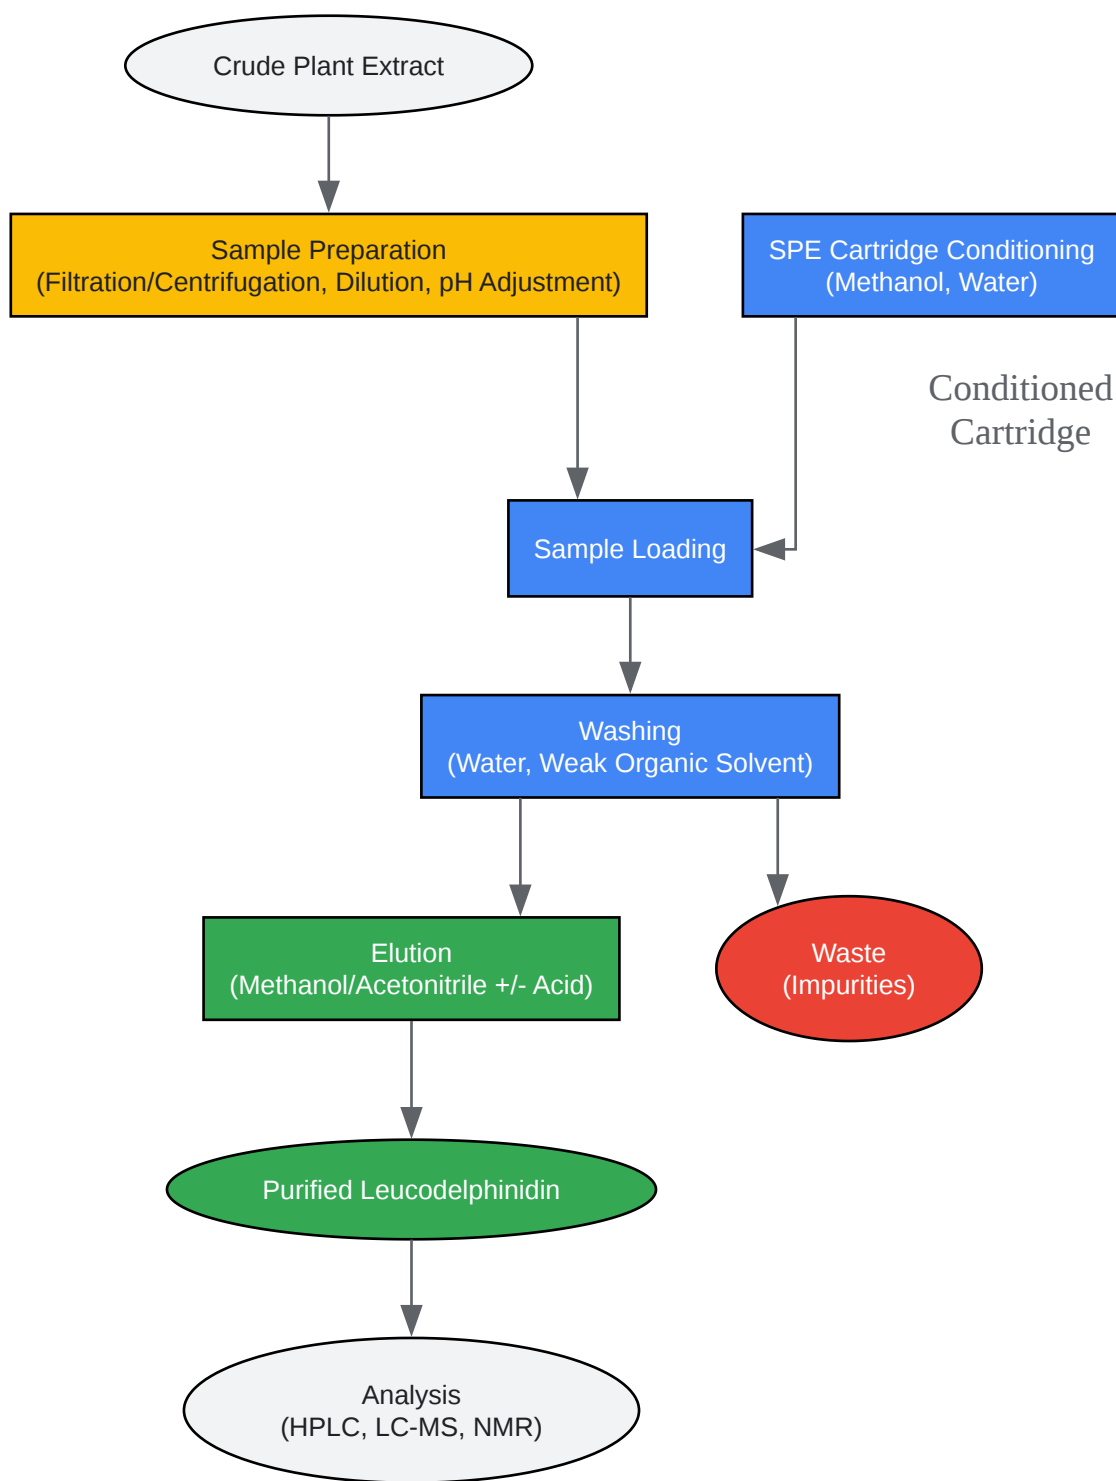 Crude Plant Extract
Sample Preparation
(Filtration/Centrifugation, Dilution, pH Adjustment)
SPE Cartridge Conditioning
(Methanol, Water)
Conditioned
Cartridge
Sample Loading
Washing
(Water, Weak Organic Solvent)
Elution
(Methanol/Acetonitrile +/- Acid)
Waste
(Impurities)
Purified Leucodelphinidin
Analysis
(HPLC, LC-MS, NMR)